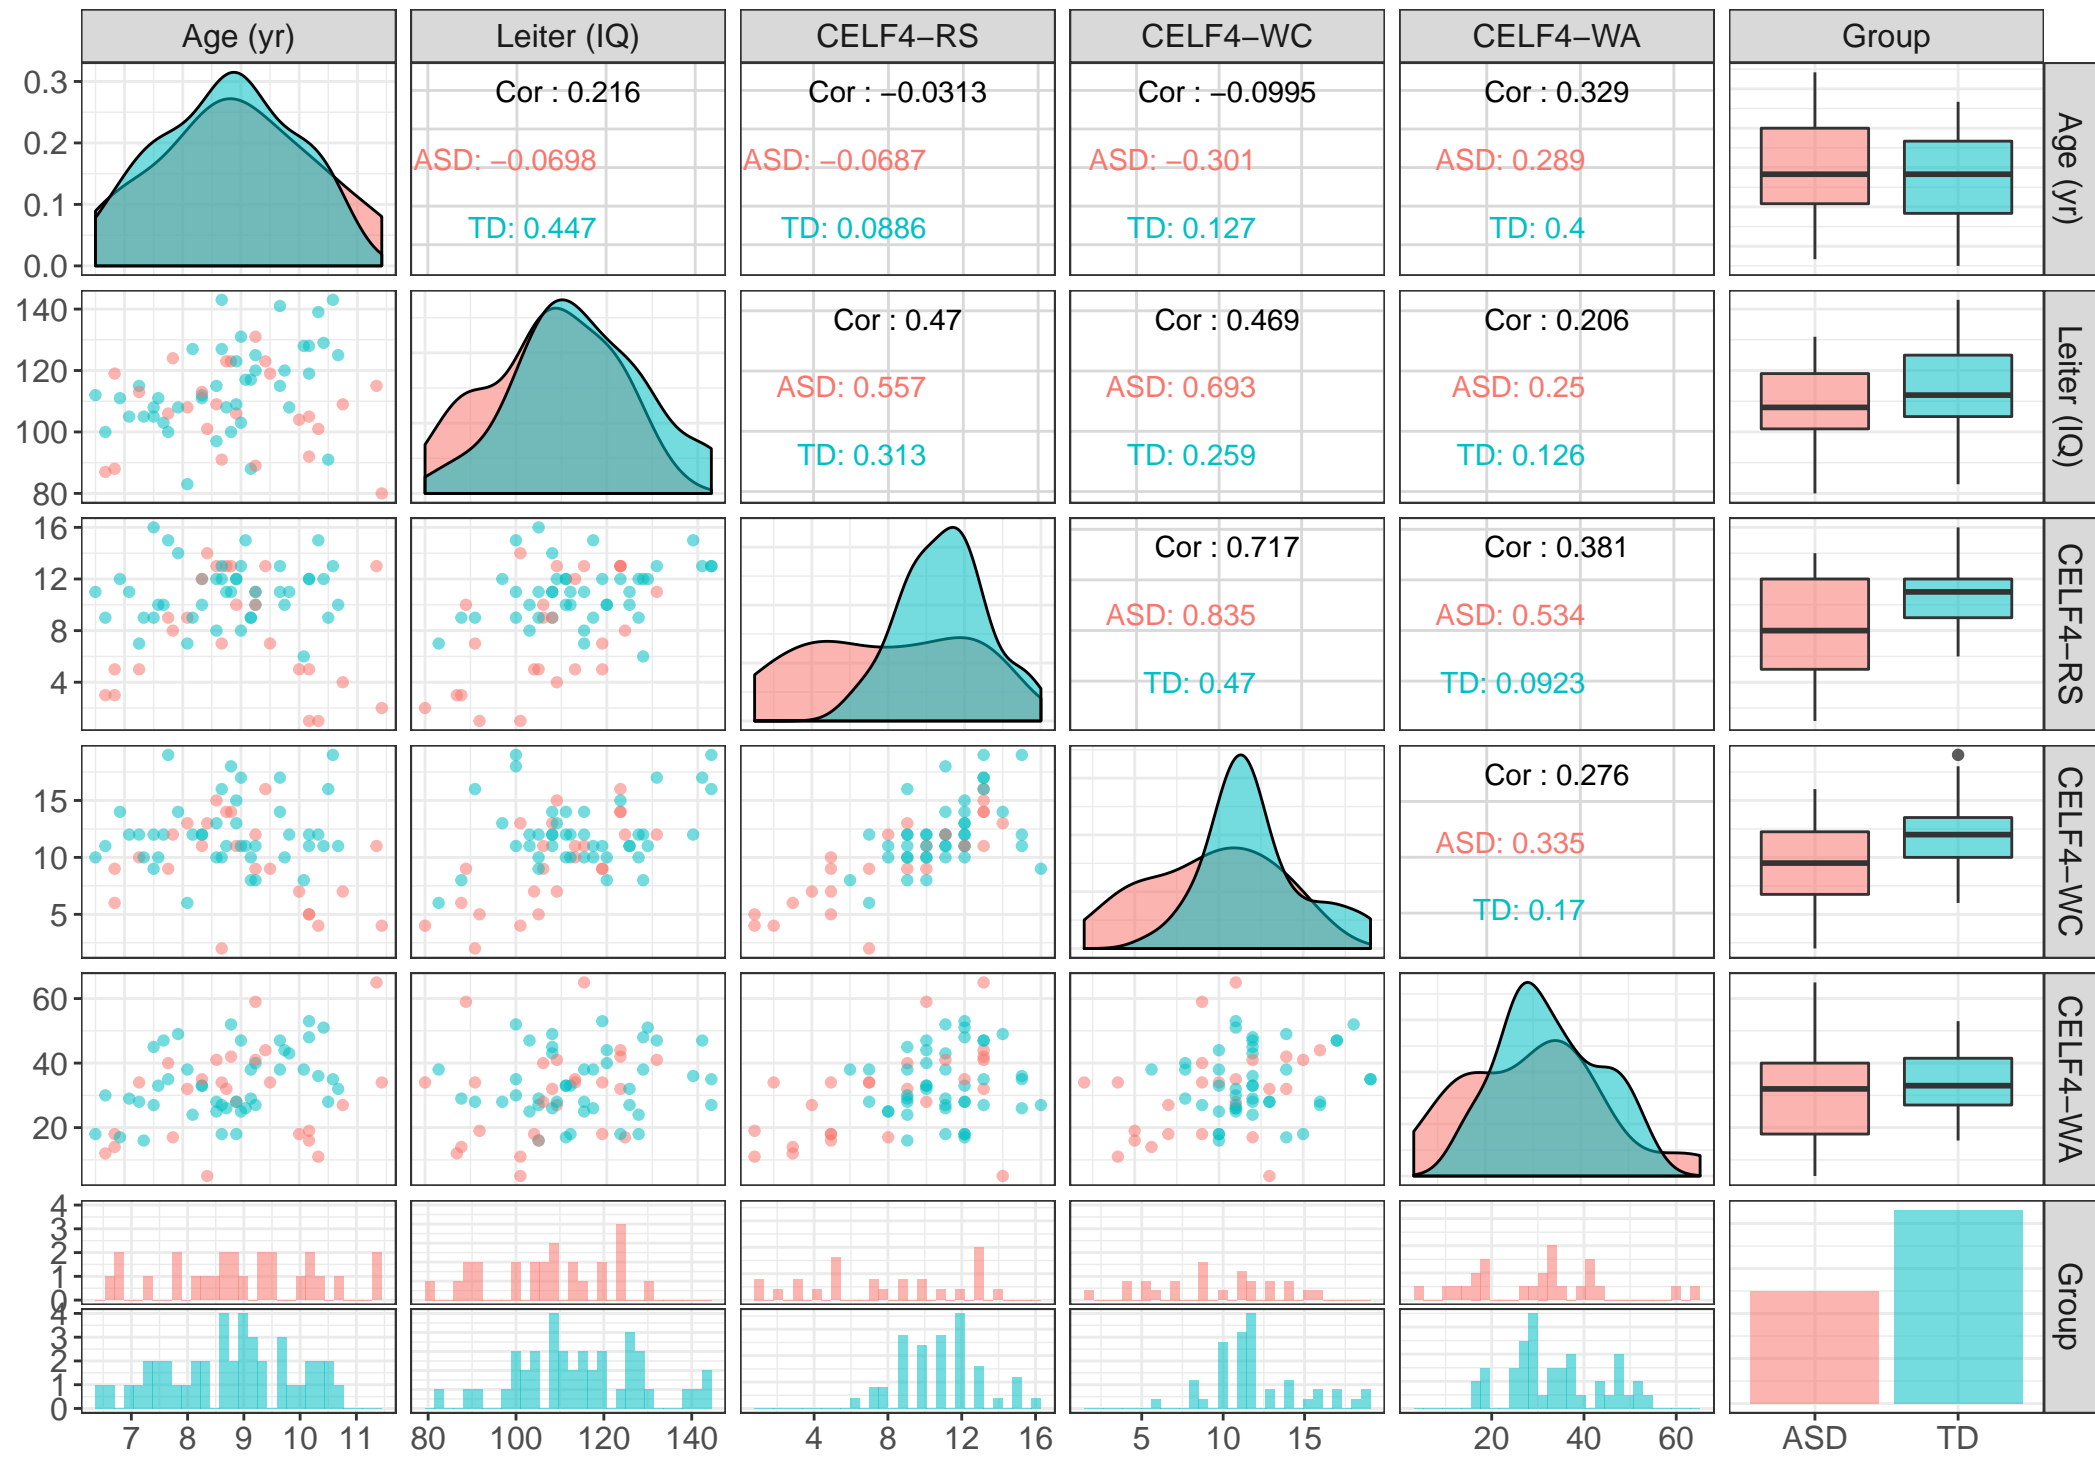 Age (yr) Leiter (IQ) CELF4−RS CELF4−WC CELF4−WA Group
0.3 Cor : 0.216 Cor : −0.0313 Cor : −0.0995 Cor : 0.329
0.2 ASD: −0.0698 ASD: −0.0687 ASD: −0.301 ASD: 0.289 Age (yr)
0.1 TD: 0.447 TD: 0.0886 TD: 0.127 TD: 0.4
0.0
140 Cor : 0.47 Cor : 0.469 Cor : 0.206
120 ASD: 0.557 ASD: 0.693 ASD: 0.25 Leiter (IQ)
100 TD: 0.313 TD: 0.259 TD: 0.126
80
16 Cor : 0.717 Cor : 0.381
12 ASD: 0.835 ASD: 0.534 CELF4−RS
8 TD: 0.47 TD: 0.0923
4
15 Cor : 0.276
10 ASD: 0.335 CELF4−WC
5 TD: 0.17
60
40 CELF4−WA
20
4
3
2
1
0
Group
4
3
2
1
0
7 8 9 10 11 80 100 120 140 4 8 12 16 5 10 15 20 40 60 ASD TD